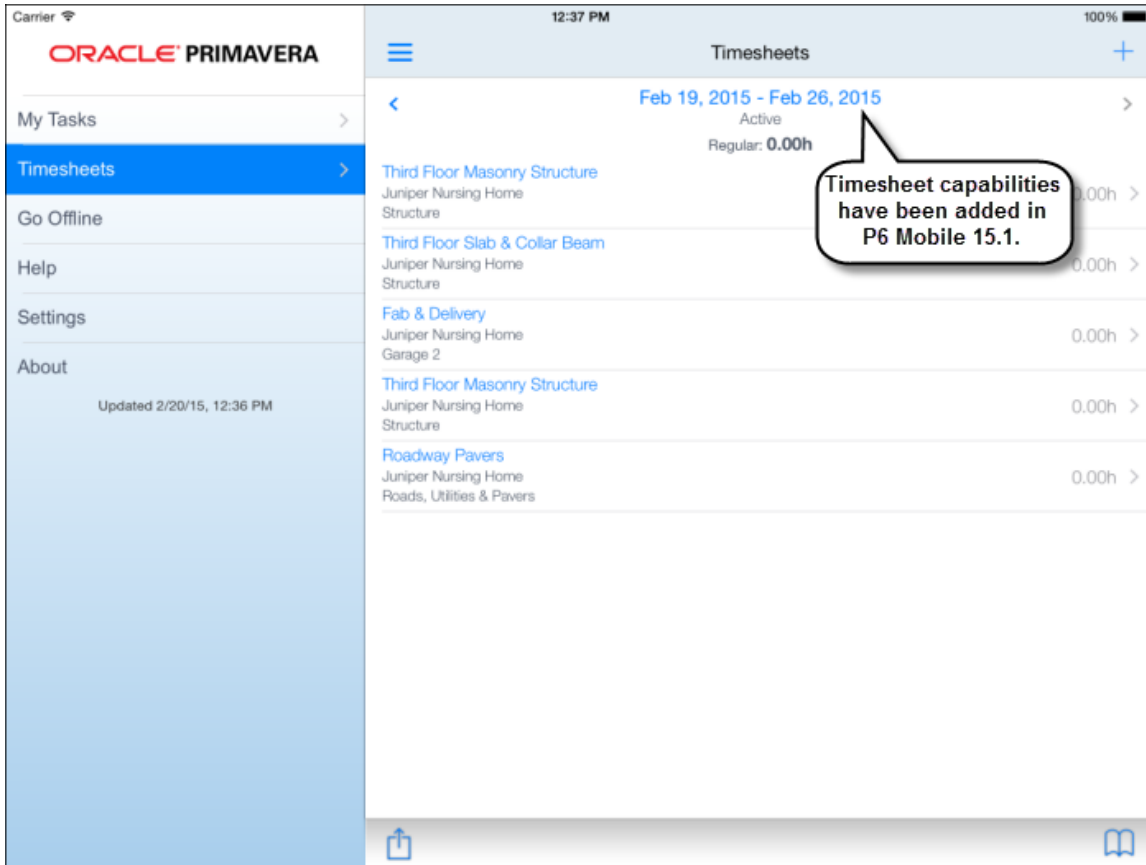 Carrier
12:37 PM
100%
ORACLE® PRIMAVERA
My Tasks
Timesheets
Go Offline
Help
Settings
About
Updated 2/20/15, 12:36 PM
Timesheets
Feb 19, 2015 - Feb 26, 2015
Active
Regular: 0.00h
Timesheet capabilities
have been added in
P6 Mobile 15.1.
Third Floor Masonry Structure
Juniper Nursing Home
Structure
0.00h
Third Floor Slab & Collar Beam
Juniper Nursing Home
Structure
0.00h
Fab & Delivery
Juniper Nursing Home
Garage 2
0.00h
Third Floor Masonry Structure
Juniper Nursing Home
Structure
0.00h
Roadway Pavers
Juniper Nursing Home
Roads, Utilities & Pavers
0.00h